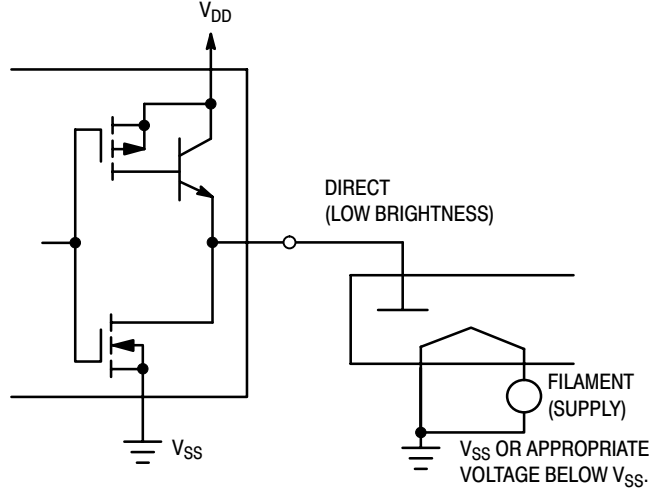 VDD
DIRECT
(LOW BRIGHTNESS)
FILAMENT
(SUPPLY)
VSS
VSS OR APPROPRIATE
VOLTAGE BELOW VSS.